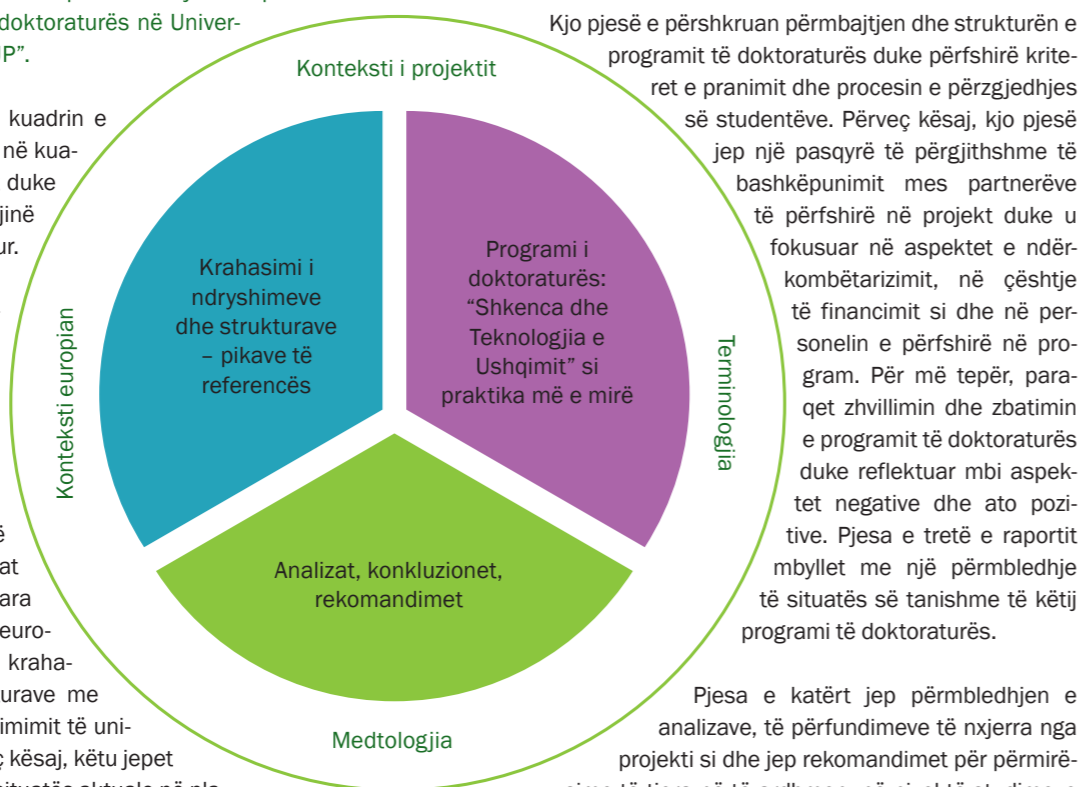 doktoraturës në Univer-
kuadrin e
në kua-
duke
Konteksti i projektit
Konteksti europian
Terminologjia
Medtologjia
Krahasimi i
ndryshimeve
dhe strukturave
– pikave të
referencës
Programi i
doktoraturës:
“Shkenca dhe
Teknologjia e
Ushqimit” si
praktika më e mirë
Analizat, konkluzionet,
rekomandimet
euro-
kraha-
me
të uni-
kësaj, këtu jepet
Kjo pjesë e përshkruan përmbajtjen dhe strukturën e
programit të doktoraturës duke përfshirë krite-
ret e pranimit dhe procesin e përzgjedhjes
së studentëve. Përveç kësaj, kjo pjesë
jep një pasqyrë të përgjithshme të
bashkëpunimit mes partnerëve
të përfshirë në projekt duke u
fokusuar në aspektet e ndër-
kombëtarizimit, në çështje
të financimit si dhe në per-
sonelin e përfshirë në pro-
gram. Për më tepër, para-
qet zhvillimin dhe zbatimin
e programit të doktoraturës
duke reflektuar mbi aspek-
tet negative dhe ato pozi-
tive. Pjesa e tretë e raportit
mbyllet me një përmbledhje
të situatës së tanishme të këtij
programi të doktoraturës.
Pjesa e katërt jep përmbledhjen e
analizave, të përfundimeve të nxjerra nga
projekti si dhe jep rekomandimet për përmirë-